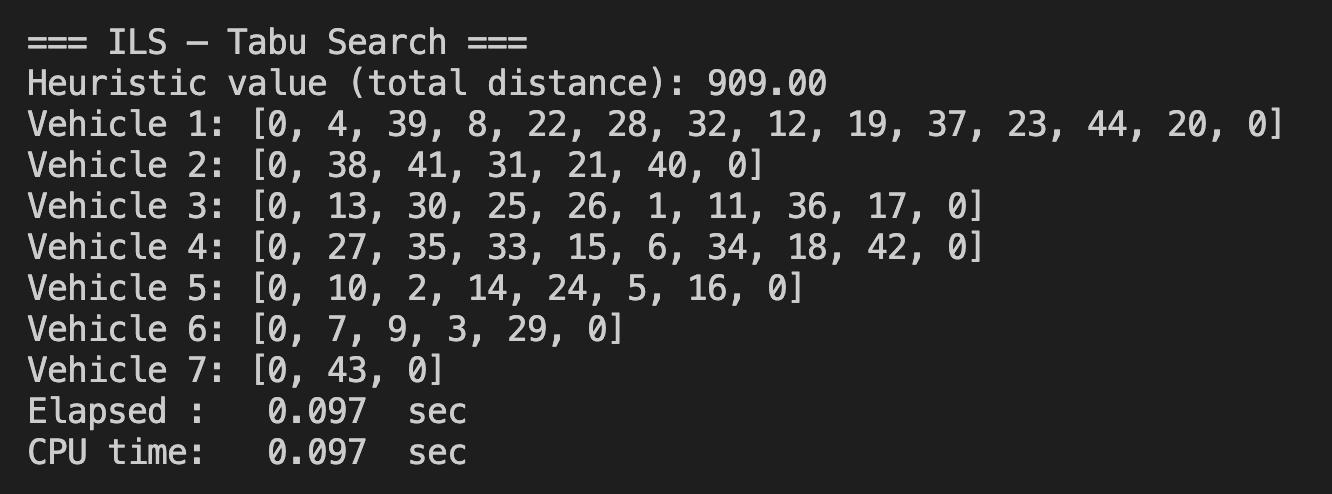 === ILS – Tabu Search ===
Heuristic value (total distance): 909.00
Vehicle 1: [0, 4, 39, 8, 22, 28, 32, 12, 19, 37, 23, 44, 20, 0]
Vehicle 2: [0, 38, 41, 31, 21, 40, 0]
Vehicle 3: [0, 13, 30, 25, 26, 1, 11, 36, 17, 0]
Vehicle 4: [0, 27, 35, 33, 15, 6, 34, 18, 42, 0]
Vehicle 5: [0, 10, 2, 14, 24, 5, 16, 0]
Vehicle 6: [0, 7, 9, 3, 29, 0]
Vehicle 7: [0, 43, 0]
Elapsed :   0.097  sec
CPU time:   0.097  sec